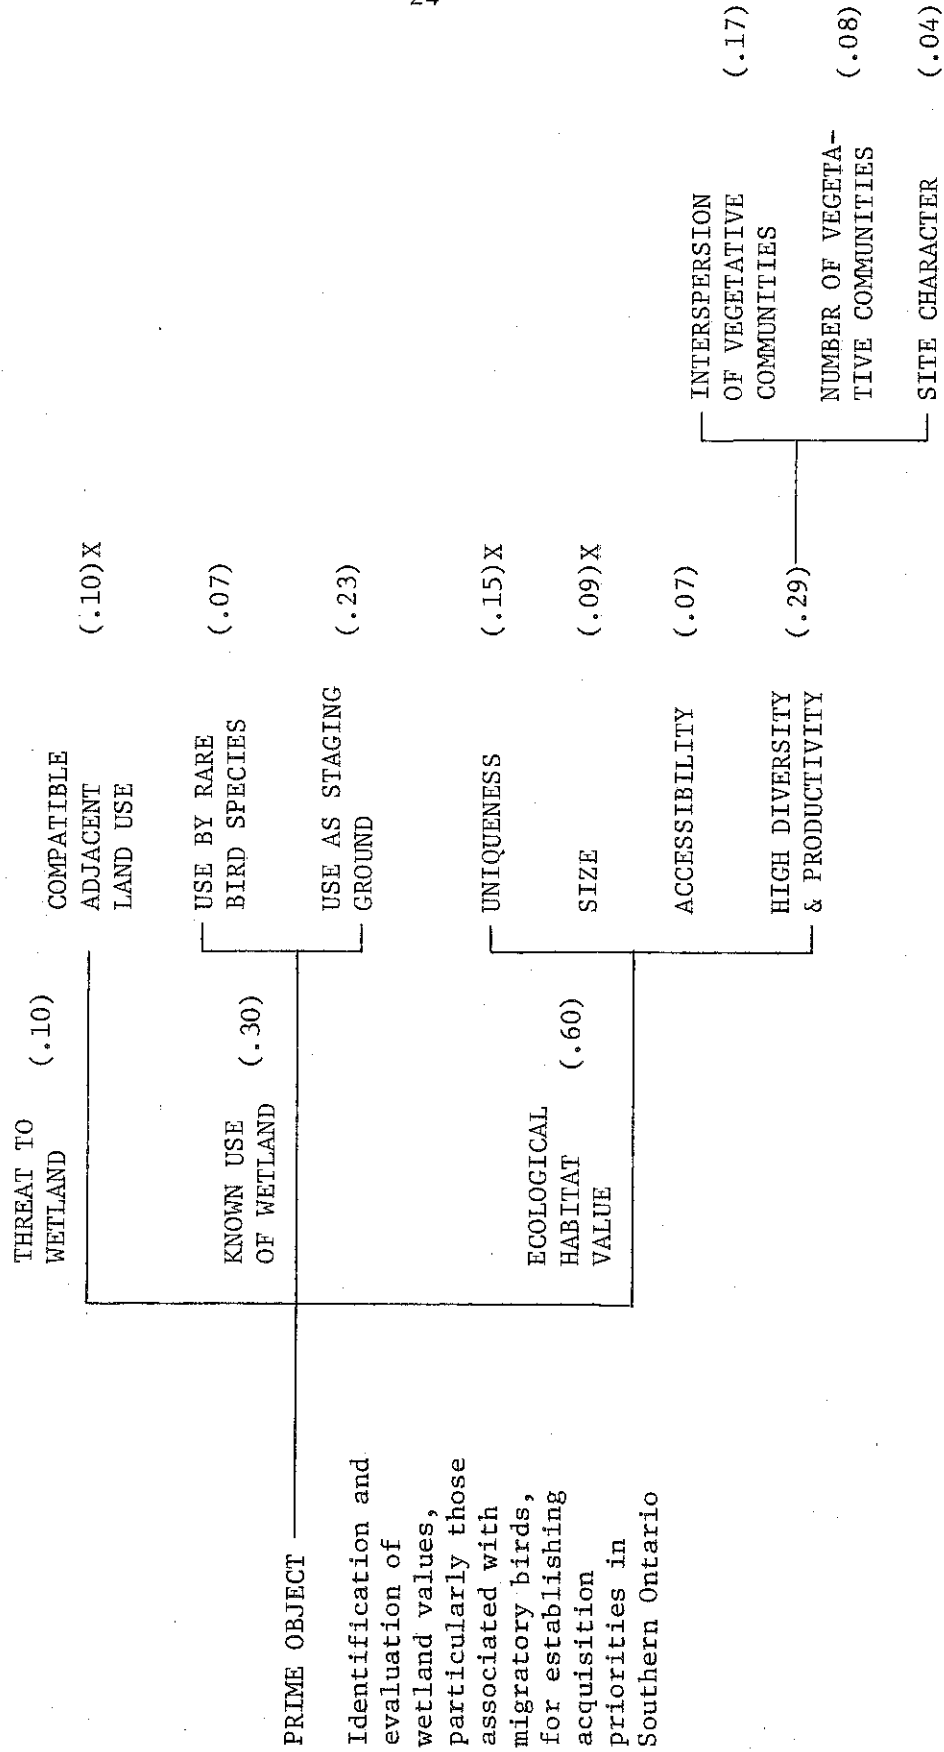 24
THREAT TO
WETLAND (.10)
COMPATIBLE
ADJACENT
LAND USE (.10)X
KNOWN USE
OF WETLAND (.30)
USE BY RARE
BIRD SPECIES (.07)
USE AS STAGING
GROUND (.23)
PRIME OBJECT
Identification and
evaluation of
wetland values,
particularly those
associated with
migratory birds,
for establishing
acquisition
priorities in
Southern Ontario
ECOLOGICAL
HABITAT
VALUE (.60)
UNIQUENESS (.15)X
SIZE (.09)X
ACCESSIBILITY (.07)
HIGH DIVERSITY
& PRODUCTIVITY (.29)
INTERSPERSION
OF VEGETATIVE
COMMUNITIES (.17)
NUMBER OF VEGETA-
TIVE COMMUNITIES (.08)
SITE CHARACTER (.04)